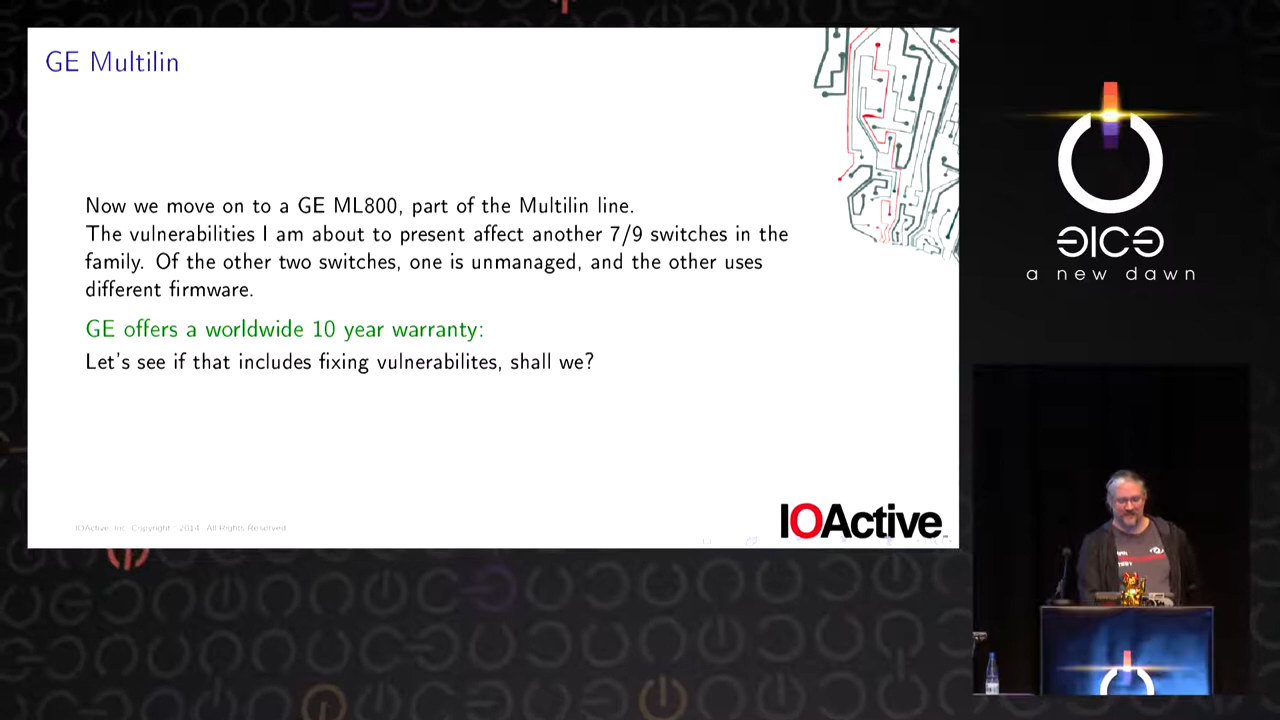 GE Multilin
Now we move on to a GE ML800, part of the Multilin line.
The vulnerabilities I am about to present affect another 7/9 switches in the
family. Of the other two switches, one is unmanaged, and the other uses
different firmware.
GE offers a worldwide 10 year warranty:
Let's see if that includes fixing vulnerabilites, shall we?
IOActive, Inc. Copyright 2014. All Rights Reserved
IOActive
a new dawn